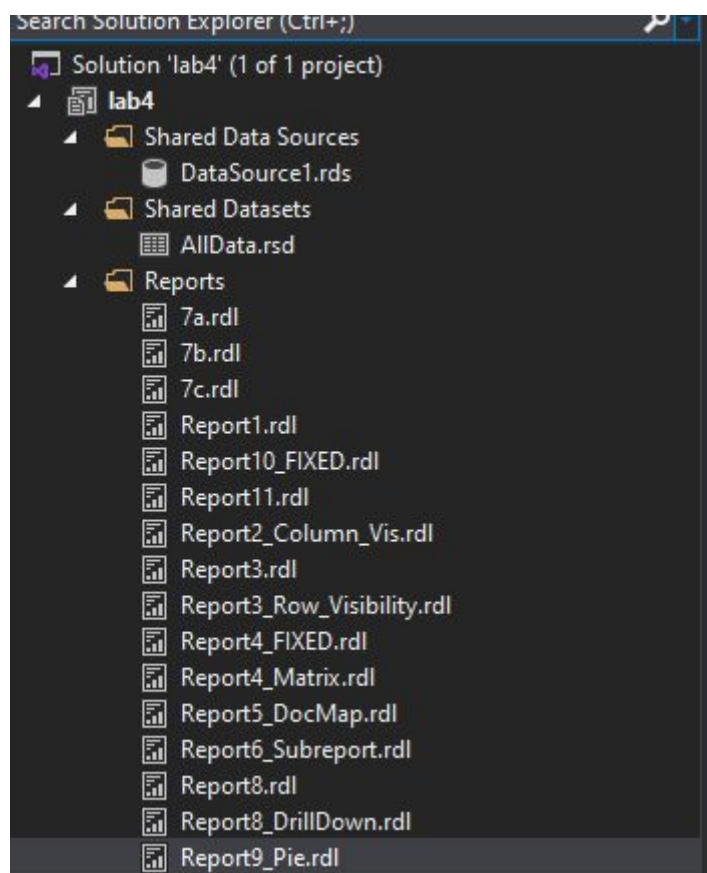 Search Solution Explorer (Ctrl+;)
Solution 'lab4' (1 of 1 project)
lab4
Shared Data Sources
DataSource1.rds
Shared Datasets
AllData.rsd
Reports
7a.rdl
7b.rdl
7c.rdl
Report1.rdl
Report10_FIXED.rdl
Report11.rdl
Report2_Column_Vis.rdl
Report3.rdl
Report3_Row_Visibility.rdl
Report4_FIXED.rdl
Report4_Matrix.rdl
Report5_DocMap.rdl
Report6_Subreport.rdl
Report8.rdl
Report8_DrillDown.rdl
Report9_Pie.rdl